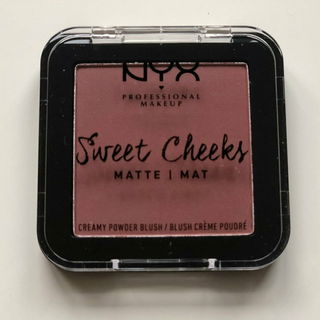 NYX
PROFESSIONAL
MAKEUP
Sweet Cheeks
MATTE | MAT
CREAMY POWDER BLUSH / BLUSH CRÈME POUDRÉ